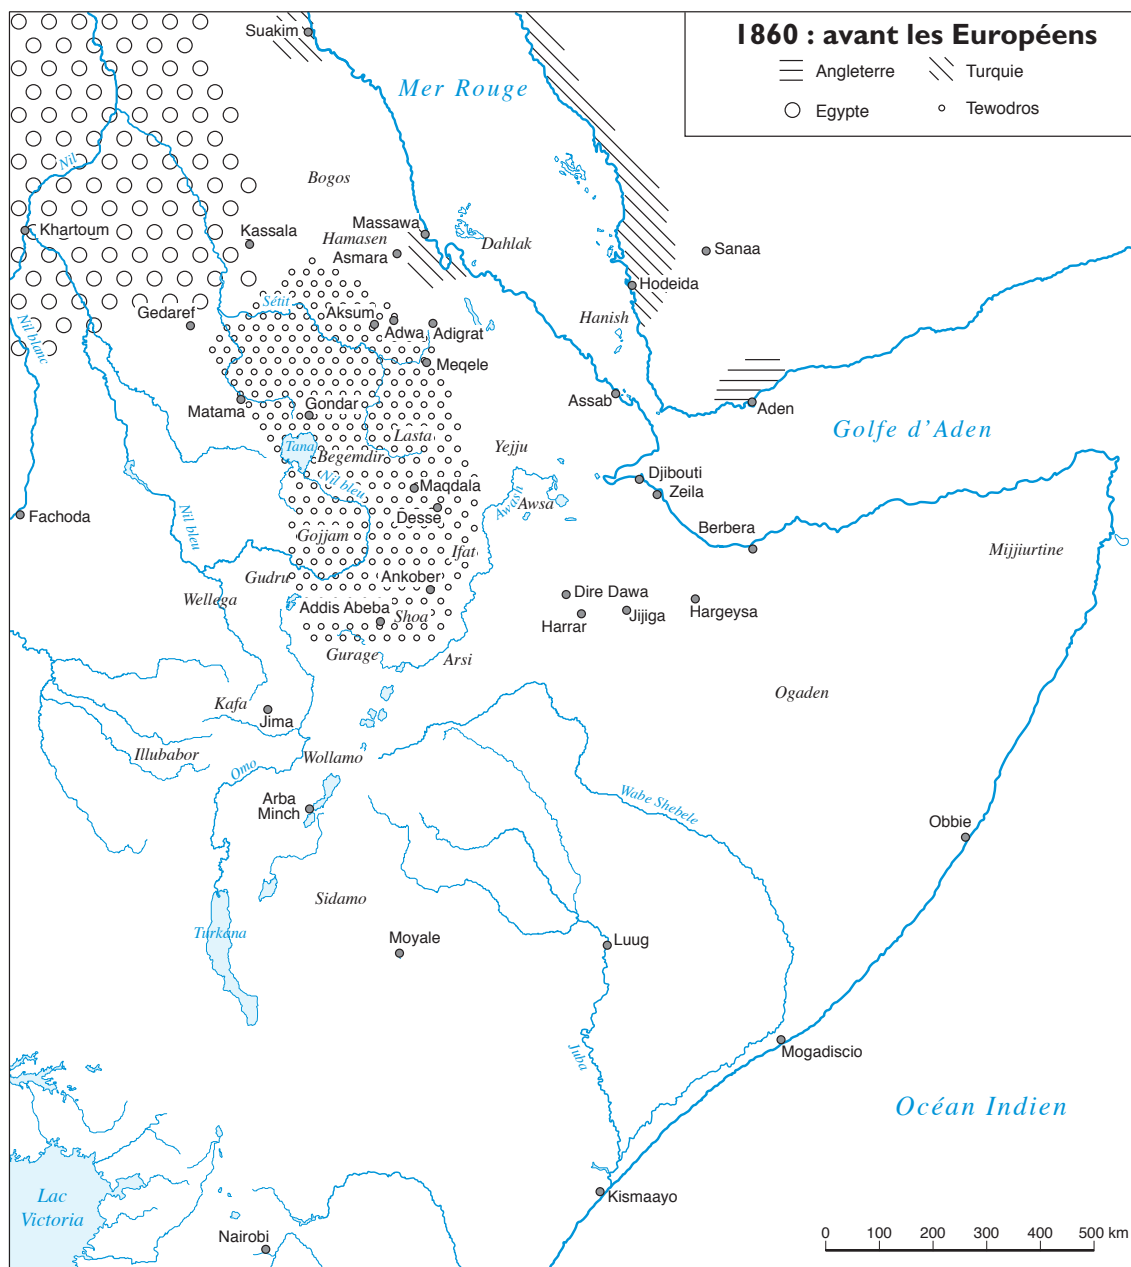 1860 : avant les Européens
Angleterre
Turquie
Egypte
Tewodros
Suakim
Mer Rouge
Nil
Bogos
Khartoum
Kassala
Massawa
Hamasen
Asmara
Dahlak
Sanaa
Hodeida
Sétit
Gedaref
Aksum
Adwa
Adigrat
Hanish
Nil blanc
Meqele
Matama
Gondar
Assab
Aden
Golfe d’Aden
Lasta
Tana
Begemdir
Yejju
Nil bleu
Maqdala
Djibouti
Zeila
Awash
Awsa
Fachoda
Desse
Nil bleu
Berbera
Gojjam
Ifat
Mijjiurtine
Gudru
Ankober
Wellega
Dire Dawa
Addis Abeba
Shoa
Harrar
Jijiga
Hargeysa
Gurage
Arsi
Ogaden
Kafa
Jima
Illubabor
Wollamo
Omo
Wabe Shebele
Arba
Minch
Obbie
Sidamo
Turkana
Moyale
Luug
Juba
Mogadiscio
Océan Indien
Lac
Victoria
Kismaayo
Nairobi
0 100 200 300 400 500 km